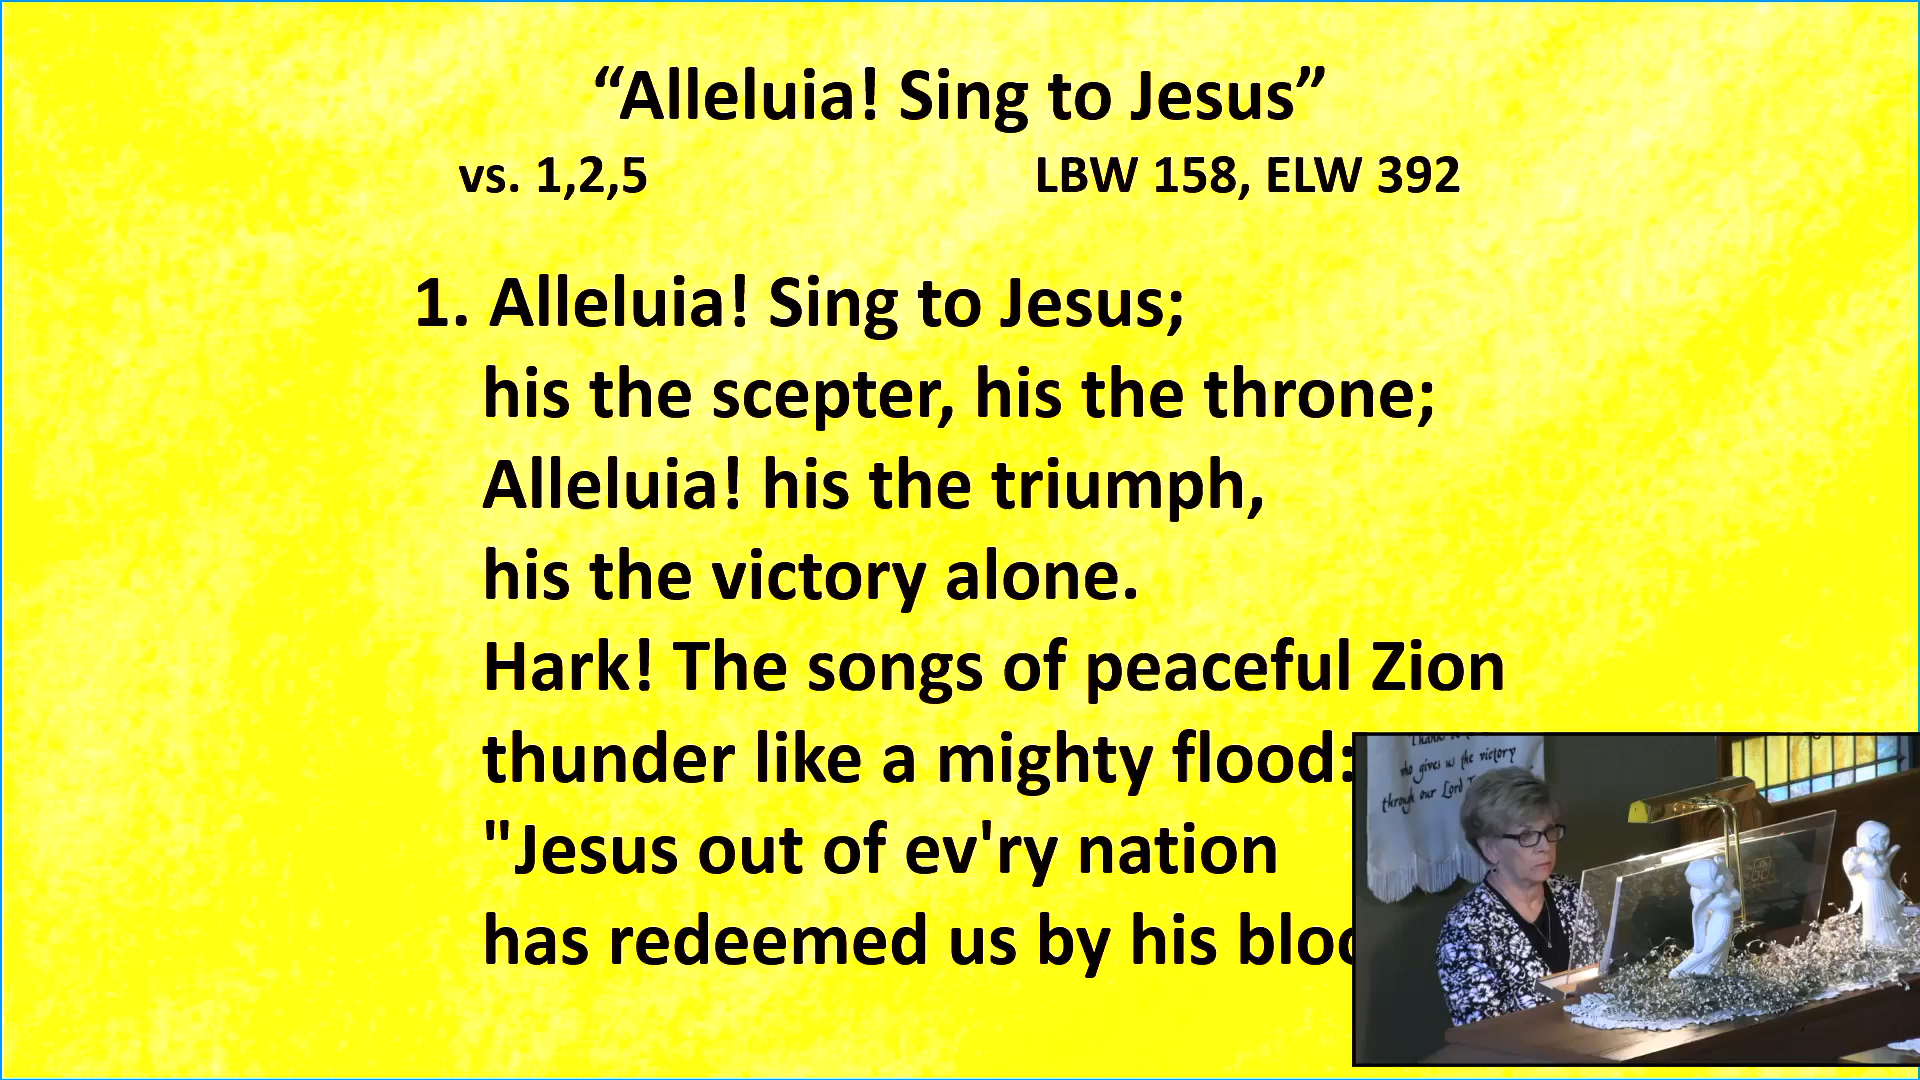 “Alleluia! Sing to Jesus”
vs. 1,2,5 LBW 158, ELW 392
1. Alleluia! Sing to Jesus;
his the scepter, his the throne;
Alleluia! his the triumph,
his the victory alone.
Hark! The songs of peaceful Zion
thunder like a mighty flood:
"Jesus out of ev'ry nation
has redeemed us by his
who gives us the victory
through our Lord